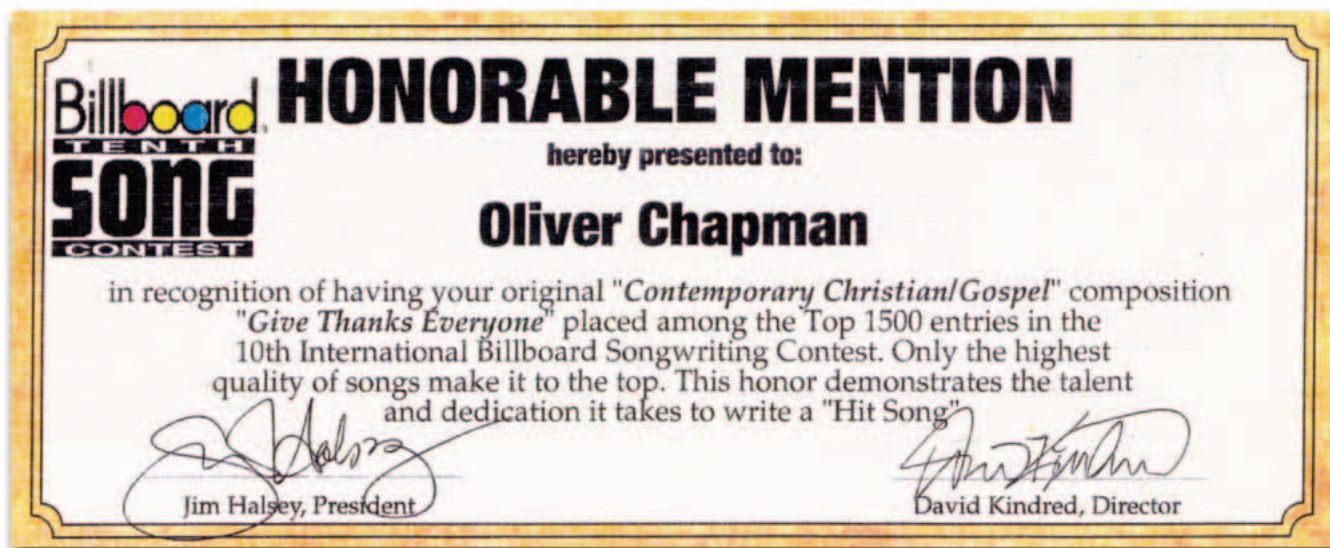 Billboard
TENTH
SONG
CONTEST
HONORABLE MENTION
hereby presented to:
Oliver Chapman
in recognition of having your original "Contemporary Christian/Gospel" composition
"Give Thanks Everyone" placed among the Top 1500 entries in the
10th International Billboard Songwriting Contest. Only the highest
quality of songs make it to the top. This honor demonstrates the talent
and dedication it takes to write a "Hit Song"
Jim Halsey, President
David Kindred, Director